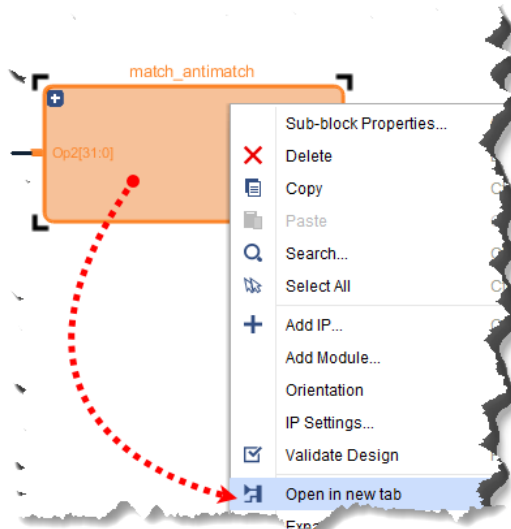 match_antimatch
Op2[31:0]
Sub-block Properties...
Delete
Copy
Paste
Search...
Select All
Add IP...
Add Module...
Orientation
IP Settings...
Validate Design
Open in new tab